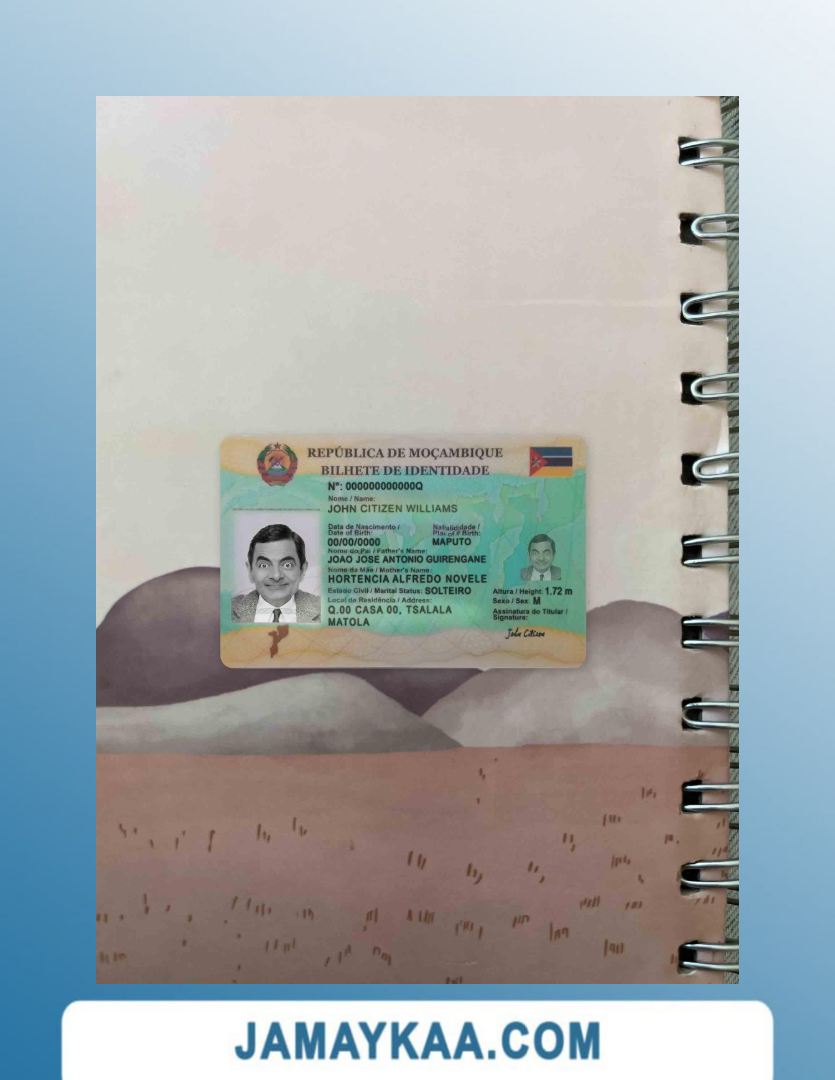 REPÚBLICA DE MOÇAMBIQUE
BILHETE DE IDENTIDADE
Nº: 000000000000Q
Nome / Name:
JOHN CITIZEN WILLIAMS
Data de Nascimento / Naturalidade /
Date of Birth: Place of Birth:
00/00/0000 MAPUTO
Nome do Pai / Father's Name:
JOAO JOSE ANTONIO GUIRENGANE
Nome da Mãe / Mother's Name:
HORTENCIA ALFREDO NOVELE
Estado Civil / Marital Status: SOLTEIRO
Altura / Height: 1.72 m
Local de Residência / Address:
Sexo / Sex: M
Q.00 CASA 00, TSALALA
MATOLA
Assinatura do Titular /
Signature:
John Citizen
JAMAYKAA.COM